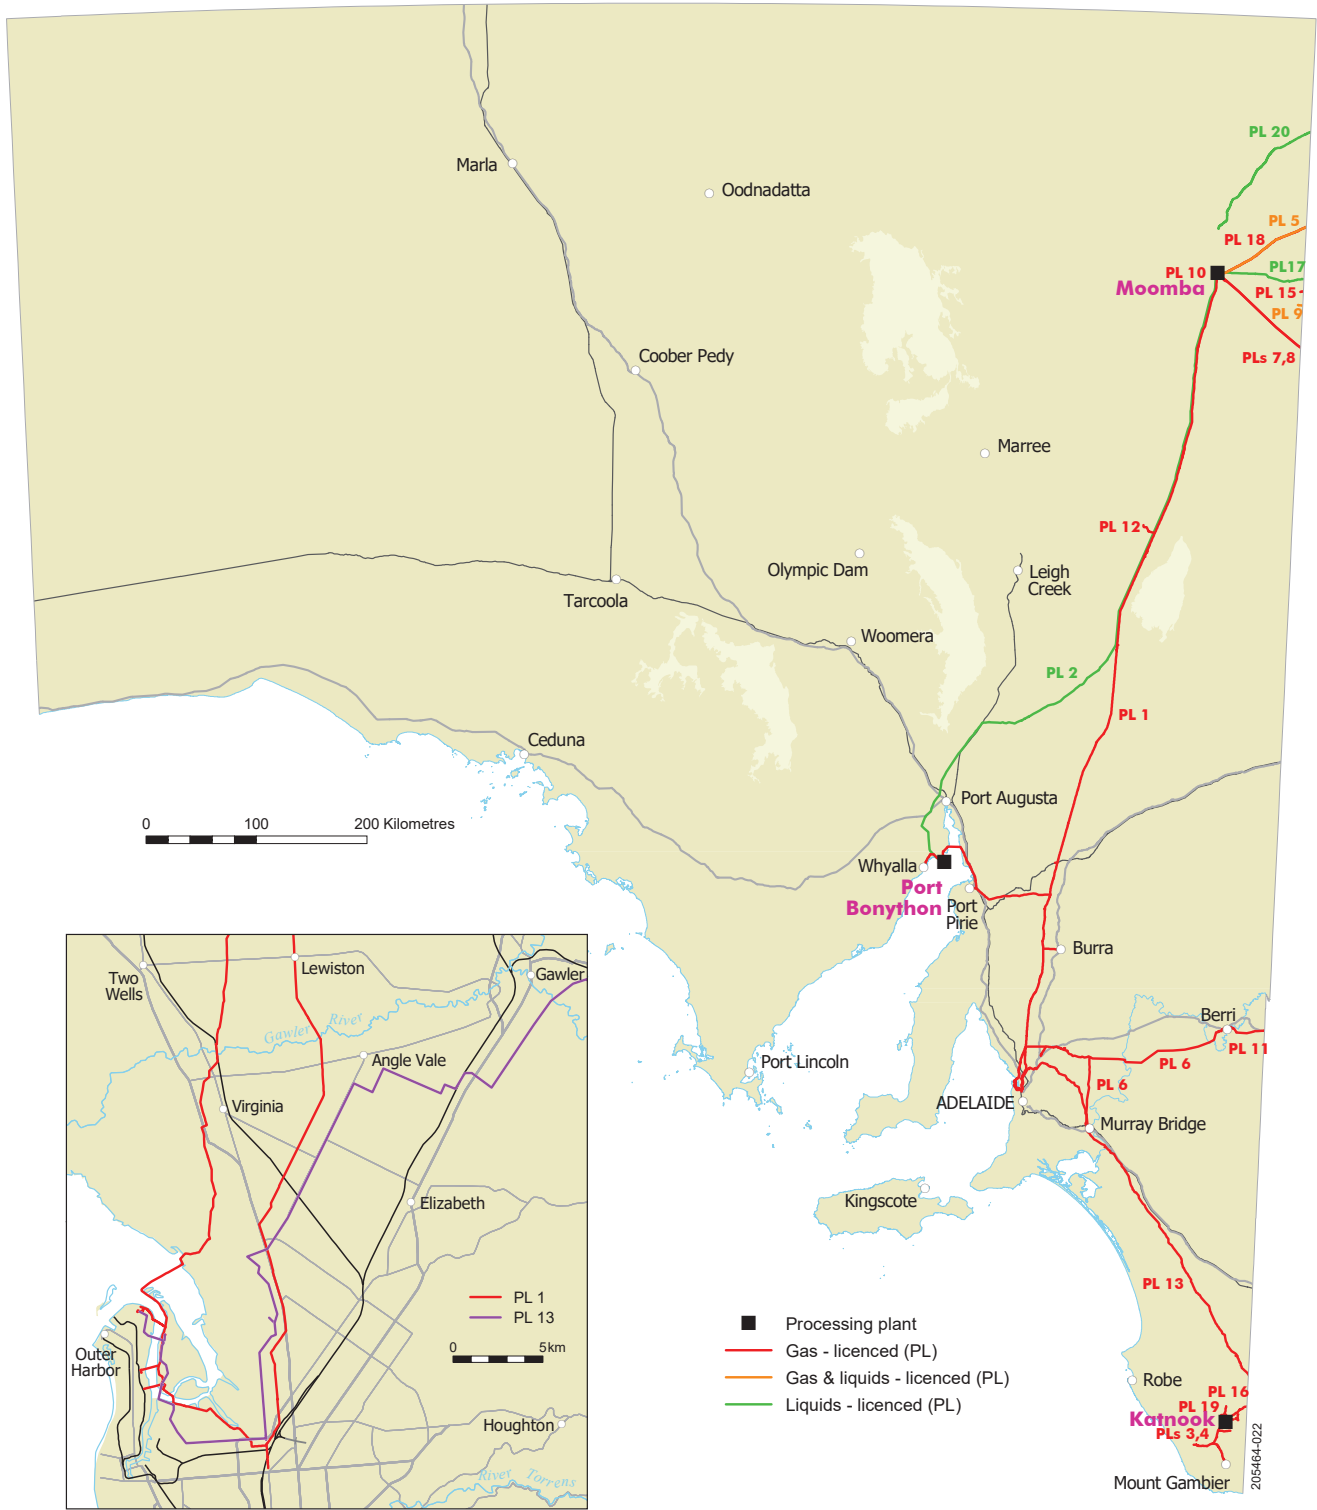 PL 20
Marla
Oodnadatta
PL 5
PL 18
PL17
PL 10
Moomba
PL 15
PL 9
PLs 7,8
Coober Pedy
Marree
PL 12
Olympic Dam
Leigh
Creek
Tarcoola
Woomera
PL 2
PL 1
Ceduna
Port Augusta
0 100 200 Kilometres
Whyalla
Port
Bonython
Port
Pirie
Burra
Berri
PL 11
PL 6
PL 6
Port Lincoln
ADELAIDE
Murray Bridge
Kingscote
PL 13
Robe
PL 16
PL 19
Katnook
PLs 3,4
Mount Gambier
205464-022
Two
Wells
Lewiston
Gawler
Gawler River
Angle Vale
Virginia
Elizabeth
PL 1
PL 13
0 5km
Outer
Harbor
Houghton
River Torrens
Processing plant
Gas - licenced (PL)
Gas & liquids - licenced (PL)
Liquids - licenced (PL)